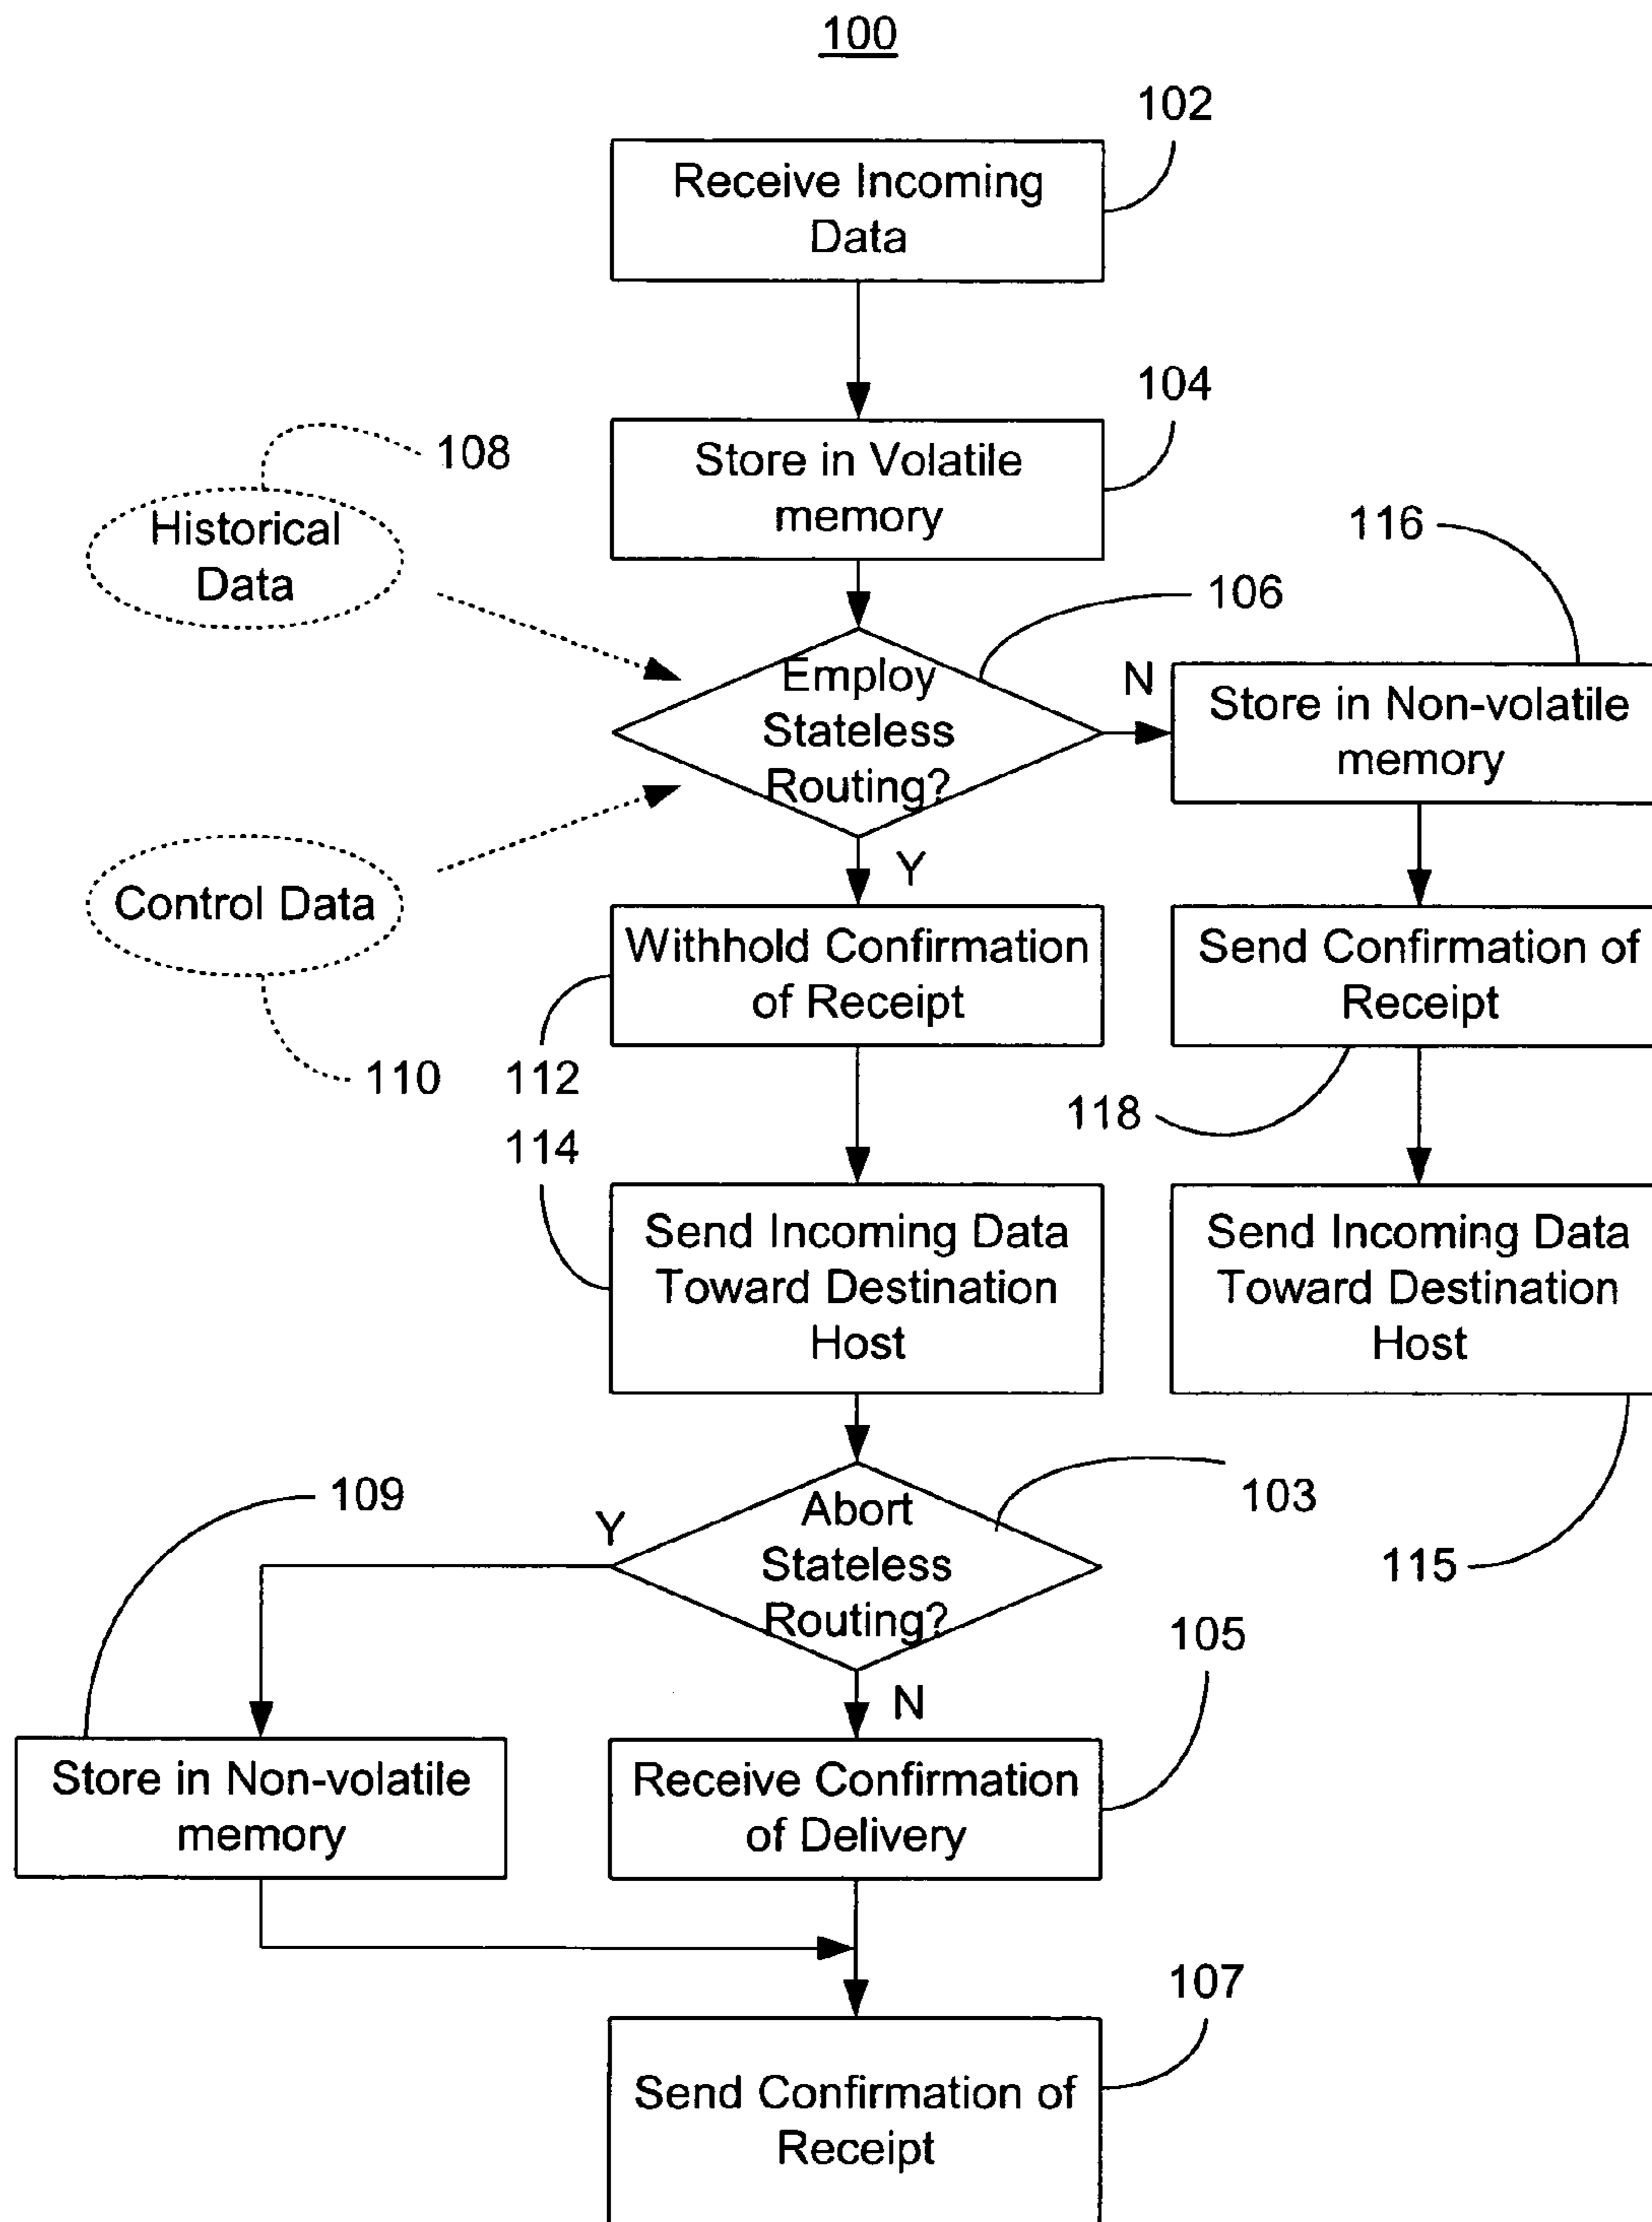 100
102
Receive Incoming
Data
104
Store in Volatile
memory
108
Historical
Data
116
106
Employ
Stateless
Routing?
N
Store in Non-volatile
memory
Y
Control Data
110
Withhold Confirmation
of Receipt
112
Send Confirmation of
Receipt
118
114
Send Incoming Data
Toward Destination
Host
Send Incoming Data
Toward Destination
Host
115
109
103
Abort
Stateless
Routing?
Y
N
105
Store in Non-volatile
memory
Receive Confirmation
of Delivery
107
Send Confirmation of
Receipt